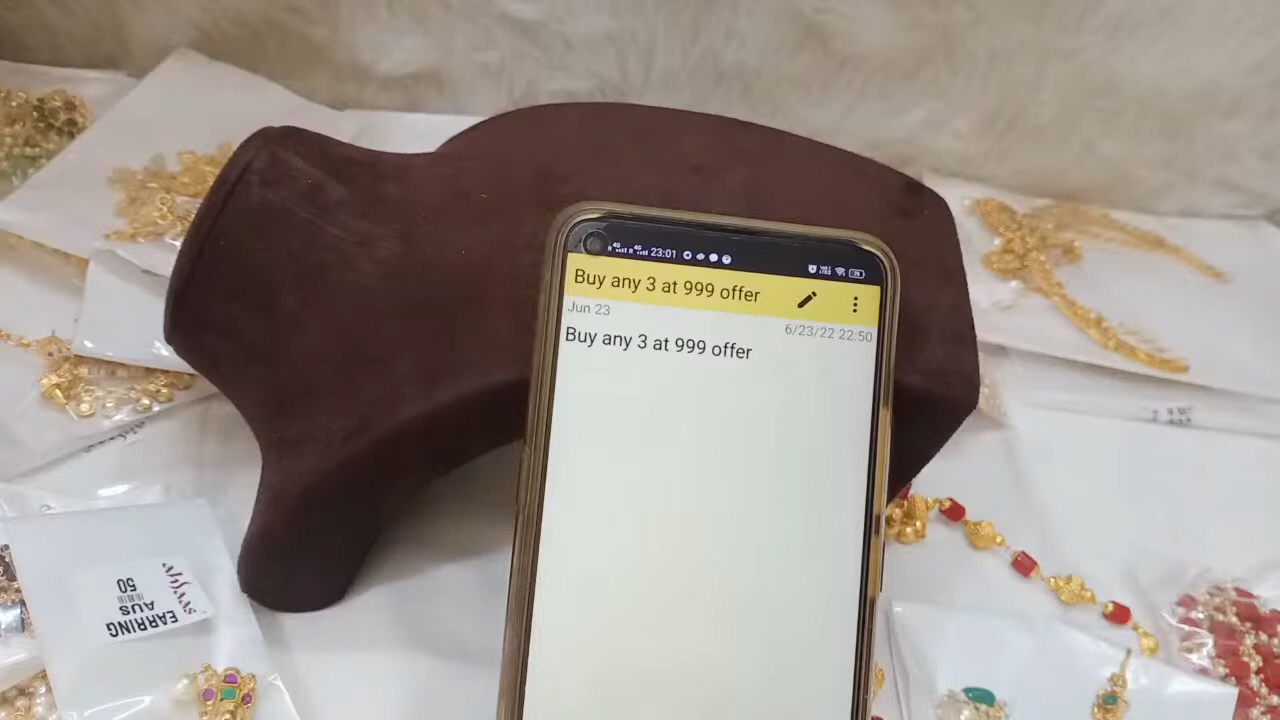 23:01
Buy any 3 at 999 offer
Jun 23
6/23/22 22:50
Buy any 3 at 999 offer
ahsaas
EARRING
AUS
50